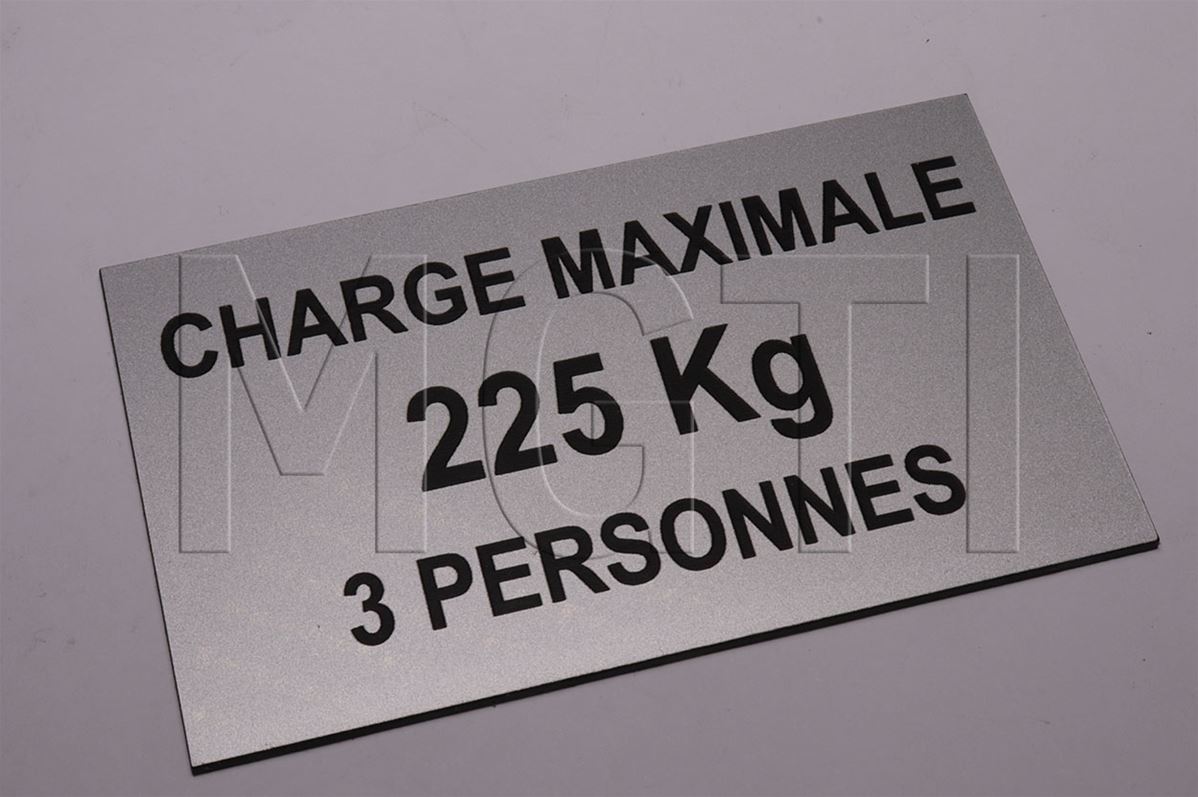 CHARGE MAXIMALE
225 Kg
3 PERSONNES
MGTI